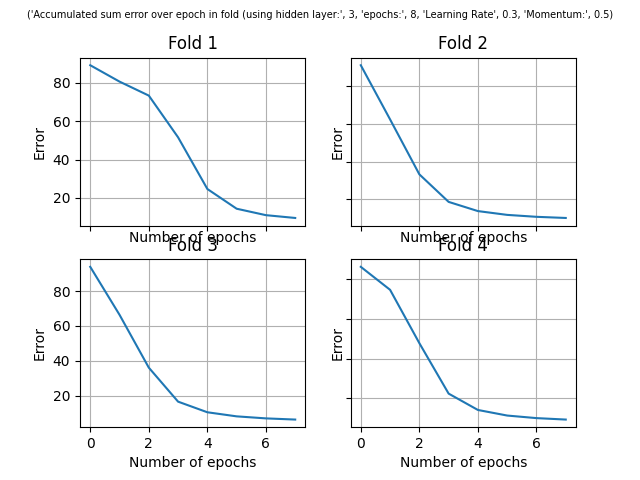 ('Accumulated sum error over epoch in fold (using hidden layer:', 3, 'epochs:', 8, 'Learning Rate', 0.3, 'Momentum:', 0.5)
Fold 1
Fold 2
80
60
40
20
Error
Error
Number of epochs
Number of epochs
Fold 3
Fold 4
80
60
40
20
Error
Error
0 2 4 6
0 2 4 6
Number of epochs
Number of epochs